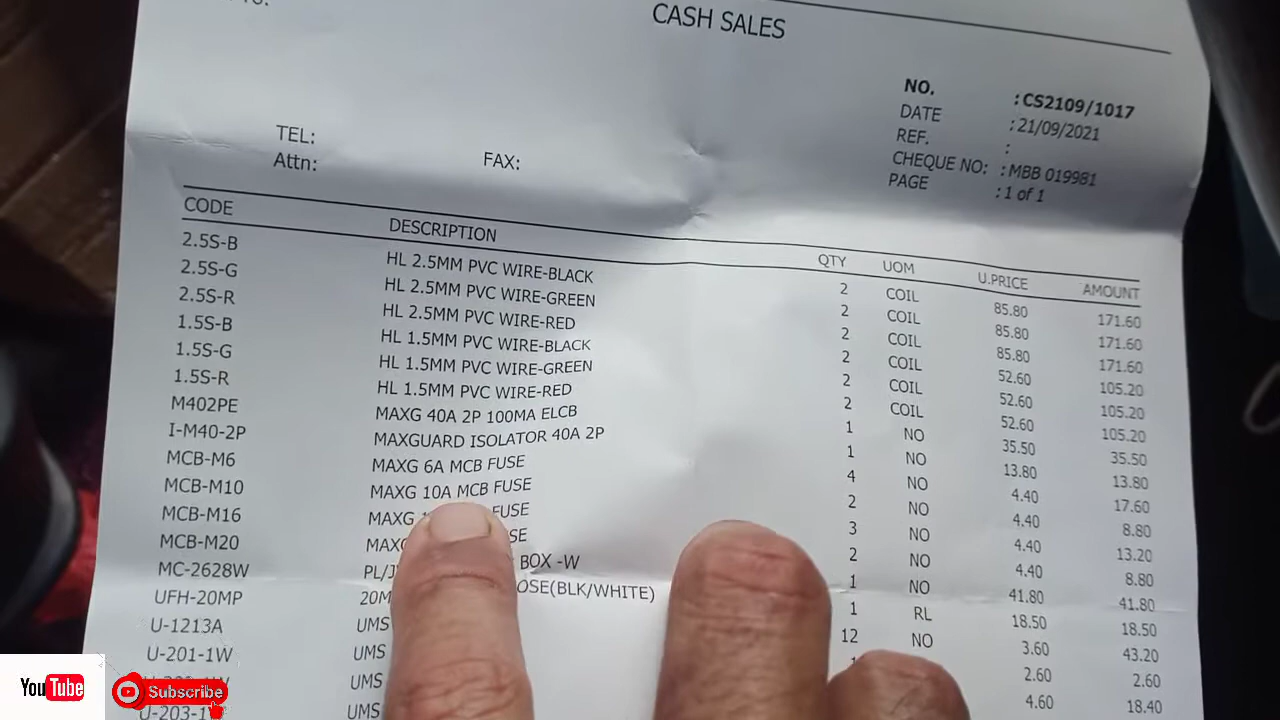 CASH SALES
NO. : CS2109/1017
DATE : 21/09/2021
REF. :
CHEQUE NO: : MBB 019981
PAGE : 1 of 1
TEL:
Attn: FAX:
CODE DESCRIPTION QTY UOM U.PRICE AMOUNT
2.5S-B HL 2.5MM PVC WIRE-BLACK 2 COIL 85.80 171.60
2.5S-G HL 2.5MM PVC WIRE-GREEN 2 COIL 85.80 171.60
2.5S-R HL 2.5MM PVC WIRE-RED 2 COIL 85.80 171.60
1.5S-B HL 1.5MM PVC WIRE-BLACK 2 COIL 52.60 105.20
1.5S-G HL 1.5MM PVC WIRE-GREEN 2 COIL 52.60 105.20
1.5S-R HL 1.5MM PVC WIRE-RED 2 COIL 52.60 105.20
M402PE MAXG 40A 2P 100MA ELCB 1 NO 35.50 35.50
I-M40-2P MAXGUARD ISOLATOR 40A 2P 1 NO 13.80 13.80
MCB-M6 MAXG 6A MCB FUSE 4 NO 4.40 17.60
MCB-M10 MAXG 10A MCB FUSE 2 NO 4.40 8.80
MCB-M16 MAXG FUSE 3 NO 4.40 13.20
MCB-M20 2 NO 4.40 8.80
MC-2628W BOX -W 1 NO 41.80 41.80
UFH-20MP (BLK/WHITE) 1 RL 18.50 18.50
U-1213A UMS 12 NO 3.60 43.20
U-201-1W UMS 2.60 2.60
UMS 4.60 18.40
UMS
YouTube
Subscribe